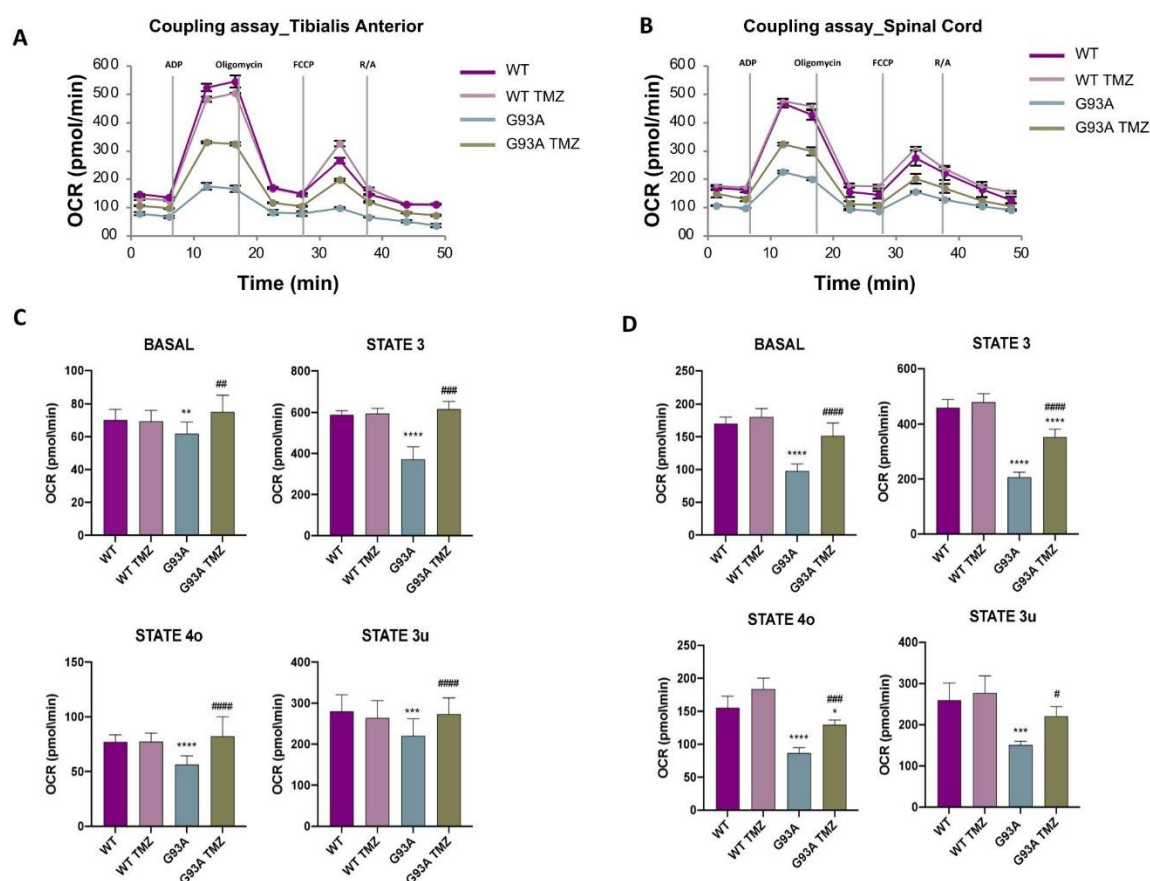 A
Coupling assay_Tibialis Anterior
ADP
Oligomycin
FCCP
R/A
OCR (pmol/min)
600
500
400
300
200
100
00
0
10
20
30
40
50
Time (min)
WT
WT TMZ
G93A
G93A TMZ
B
Coupling assay_Spinal Cord
ADP
Oligomycin
FCCP
R/A
OCR (pmol/min)
600
500
400
300
200
100
00
0
10
20
30
40
50
Time (min)
WT
WT TMZ
G93A
G93A TMZ
C
BASAL
OCR (pmol\min)
100
80
60
40
20
0
**
##
WT
WT TMZ
G93A
G93A TMZ
STATE 3
OCR (pmol\min)
800
600
400
200
0
****
###
WT
WT TMZ
G93A
G93A TMZ
STATE 4o
OCR (pmol\min)
150
100
50
0
****
####
WT
WT TMZ
G93A
G93A TMZ
STATE 3u
OCR (pmol\min)
400
300
200
100
0
***
####
WT
WT TMZ
G93A
G93A TMZ
D
BASAL
OCR (pmol\min)
250
200
150
100
50
0
****
####
WT
WT TMZ
G93A
G93A TMZ
STATE 3
OCR (pmol\min)
600
400
200
0
****
####
****
WT
WT TMZ
G93A
G93A TMZ
STATE 4o
OCR (pmol\min)
250
200
150
100
50
0
****
###
*
WT
WT TMZ
G93A
G93A TMZ
STATE 3u
OCR (pmol\min)
400
300
200
100
0
***
#
WT
WT TMZ
G93A
G93A TMZ